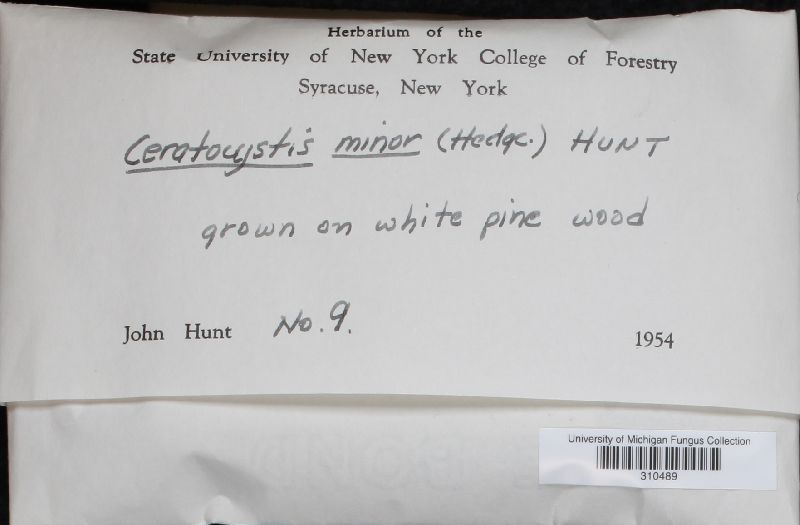 Herbarium of the
State University of New York College of Forestry
Syracuse, New York
Ceratocystis minor (Hedgc.) HUNT
grown on white pine wood
John Hunt No. 9. 1954
University of Michigan Fungus Collection
310489